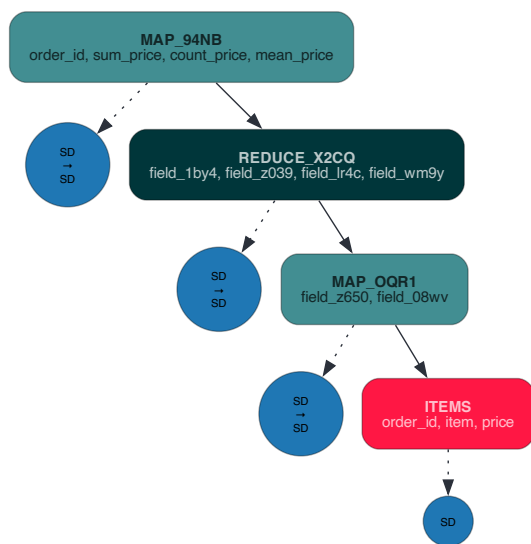 MAP_94NB
order_id, sum_price, count_price, mean_price
SD
→
SD
REDUCE_X2CQ
field_1by4, field_z039, field_lr4c, field_wm9y
SD
→
SD
MAP_OQR1
field_z650, field_08wv
SD
→
SD
ITEMS
order_id, item, price
SD